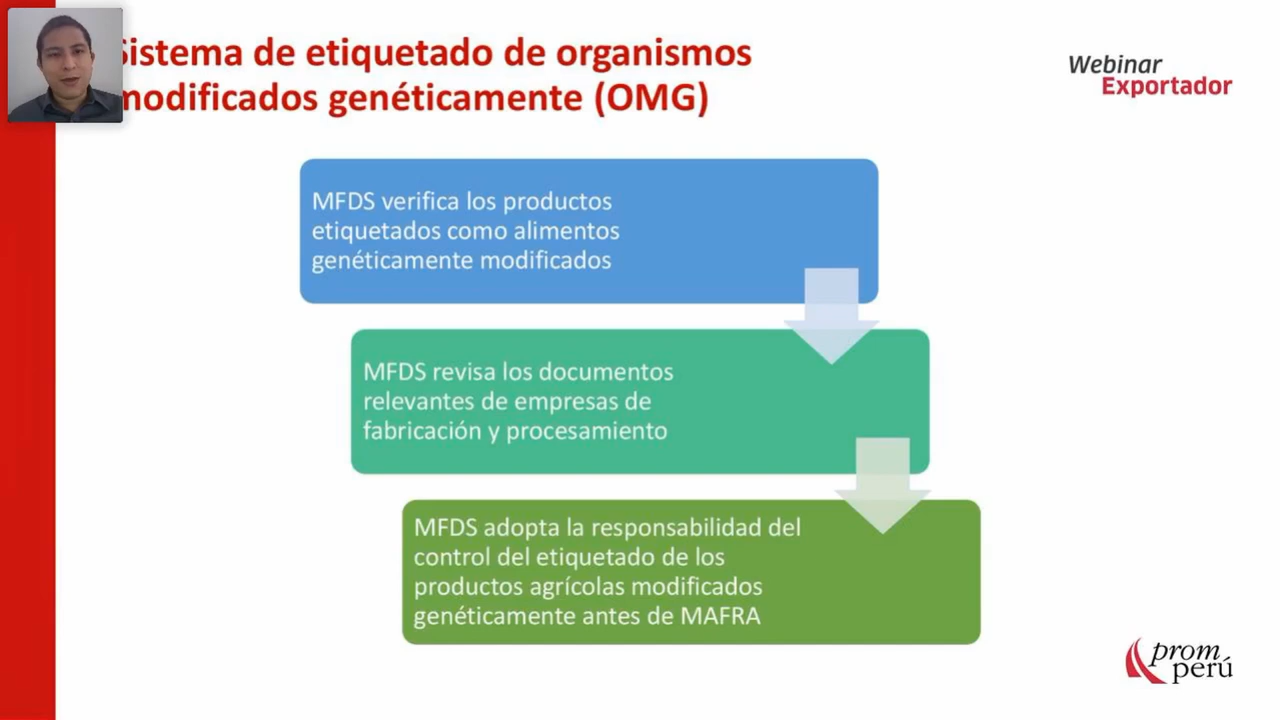 Sistema de etiquetado de organismos
modificados genéticamente (OMG)
Webinar
Exportador
MFDS verifica los productos
etiquetados como alimentos
genéticamente modificados
MFDS revisa los documentos
relevantes de empresas de
fabricación y procesamiento
MFDS adopta la responsabilidad del
control del etiquetado de los
productos agrícolas modificados
genéticamente antes de MAFRA
prom
perú